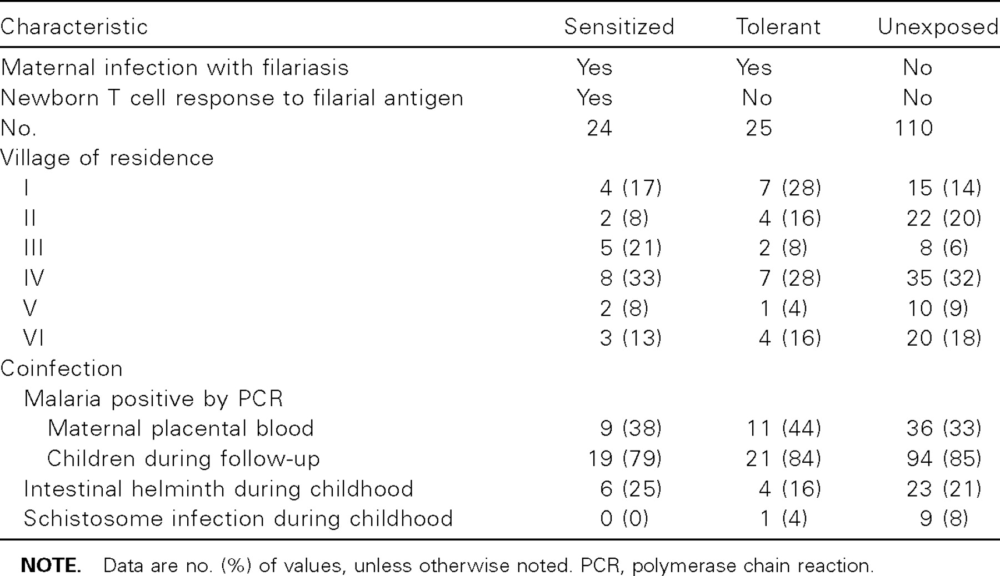 Characteristic Sensitized Tolerant Unexposed
Maternal infection with filariasis Yes Yes No
Newborn T cell response to filarial antigen Yes No No
No. 24 25 110
Village of residence
I 4 (17) 7 (28) 15 (14)
II 2 (8) 4 (16) 22 (20)
III 5 (21) 2 (8) 8 (6)
IV 8 (33) 7 (28) 35 (32)
V 2 (8) 1 (4) 10 (9)
VI 3 (13) 4 (16) 20 (18)
Coinfection
Malaria positive by PCR
Maternal placental blood 9 (38) 11 (44) 36 (33)
Children during follow-up 19 (79) 21 (84) 94 (85)
Intestinal helminth during childhood 6 (25) 4 (16) 23 (21)
Schistosome infection during childhood 0 (0) 1 (4) 9 (8)
NOTE. Data are no. (%) of values, unless otherwise noted. PCR, polymerase chain reaction.